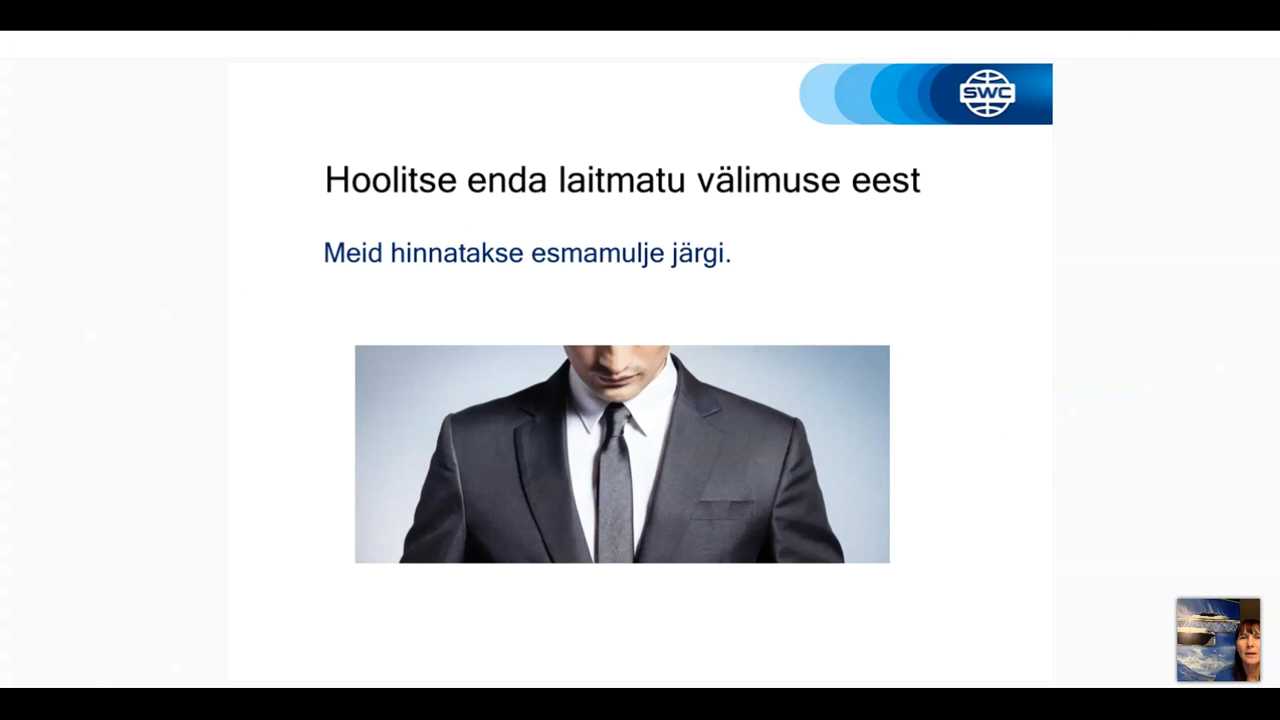 SWC
Hoolitse enda laitmatu välimuse eest
Meid hinnatakse esmamulje järgi.